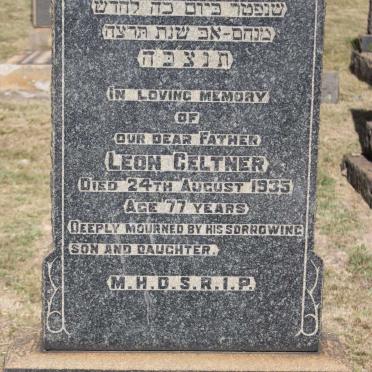 שנפטר ביום כה לחדש
מנחם-אב שנת תרצה
תנצבה
IN LOVING MEMORY
OF
OUR DEAR FATHER
LEON GELTNER
DIED 24TH AUGUST 1935
AGE 77 YEARS
DEEPLY MOURNED BY HIS SORROWING
SON AND DAUGHTER.
M.H.D.S.R.I.P.